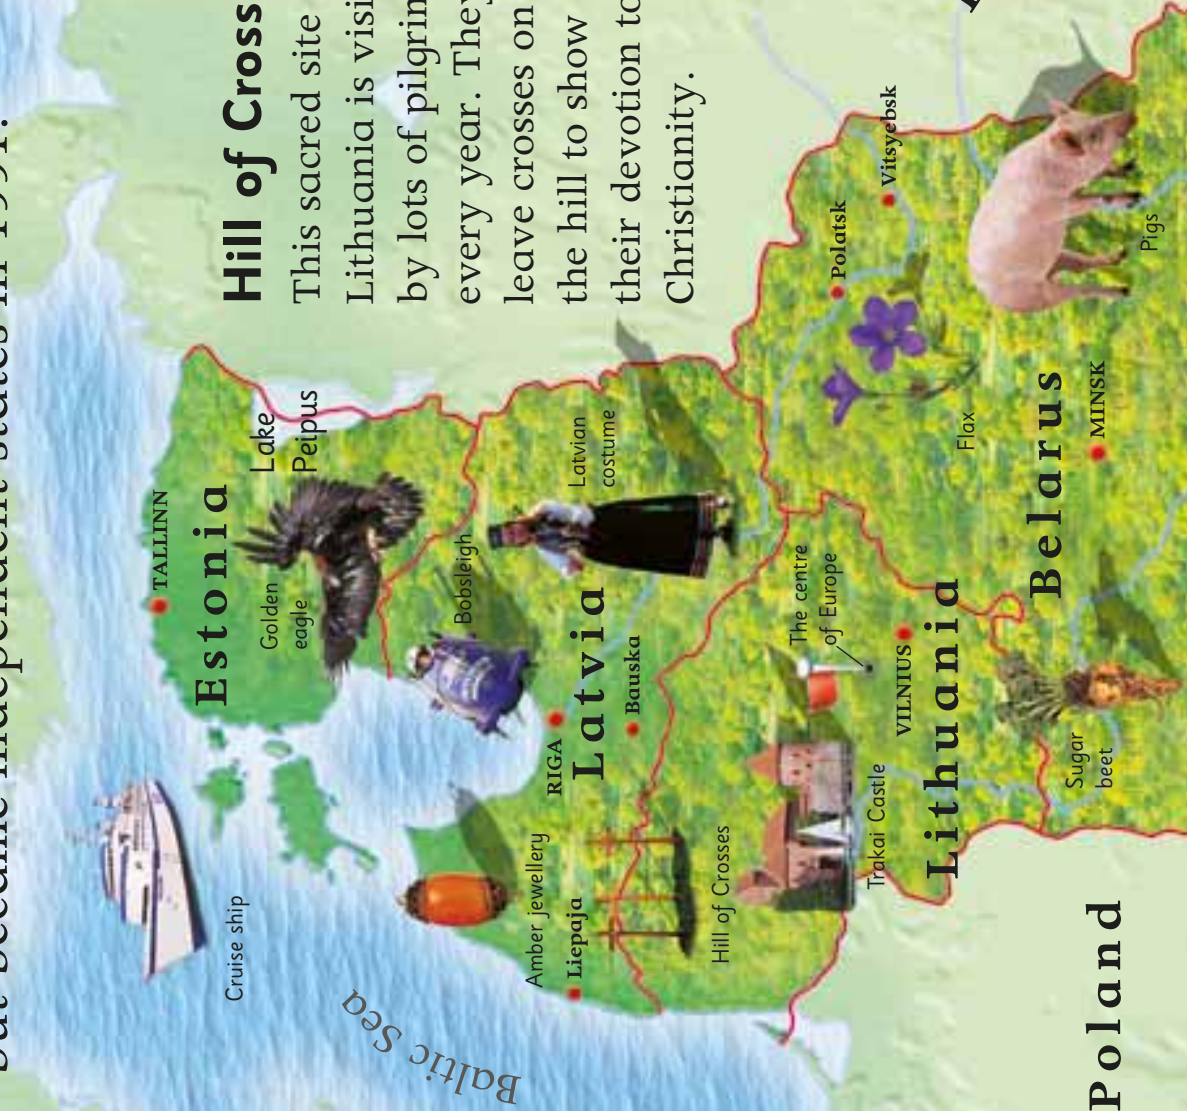 but became independent states in 1991.
Hill of Cross
This sacred site
Lithuania is visi
by lots of pilgrim
every year. They
leave crosses on
the hill to show
their devotion to
Christianity.
Cruise ship
TALLINN
Estonia
Lake
Peipus
Golden
eagle
Baltic Sea
Bobsleigh
Amber jewellery
Liepaja
RIGA
Latvia
Bauska
Latvian
costume
Hill of Crosses
The centre
of Europe
Trakai Castle
VILNIUS
Lithuania
Polatsk
Vitsyebsk
Flax
Pigs
Belarus
MINSK
Sugar
beet
Poland